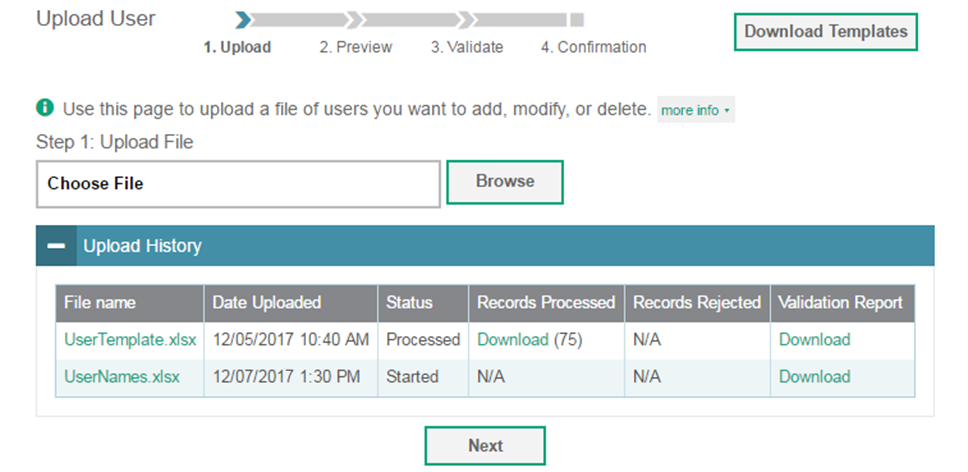 Upload User
1. Upload 2. Preview 3. Validate 4. Confirmation
Download Templates
Use this page to upload a file of users you want to add, modify, or delete. more info
Step 1: Upload File
Choose File
Browse
Upload History
File name Date Uploaded Status Records Processed Records Rejected Validation Report
UserTemplate.xlsx 12/05/2017 10:40 AM Processed Download (75) N/A Download
UserNames.xlsx 12/07/2017 1:30 PM Started N/A N/A Download
Next